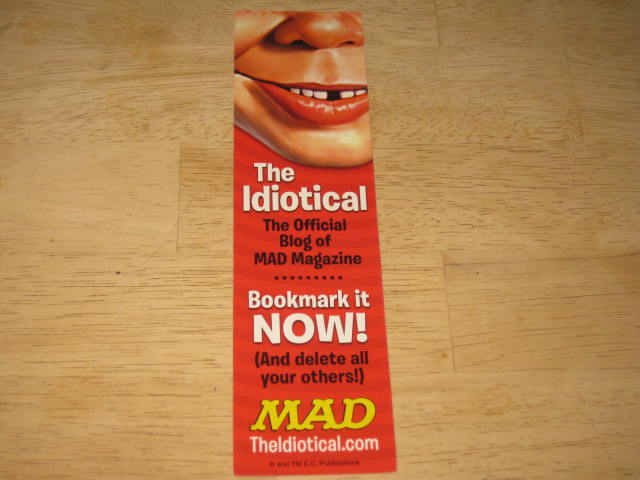 The
Idiotical
The Official
Blog of
MAD Magazine
Bookmark it
NOW!
(And delete all
your others!)
MAD
TheIdiotical.com
© and TM E.C. Publications